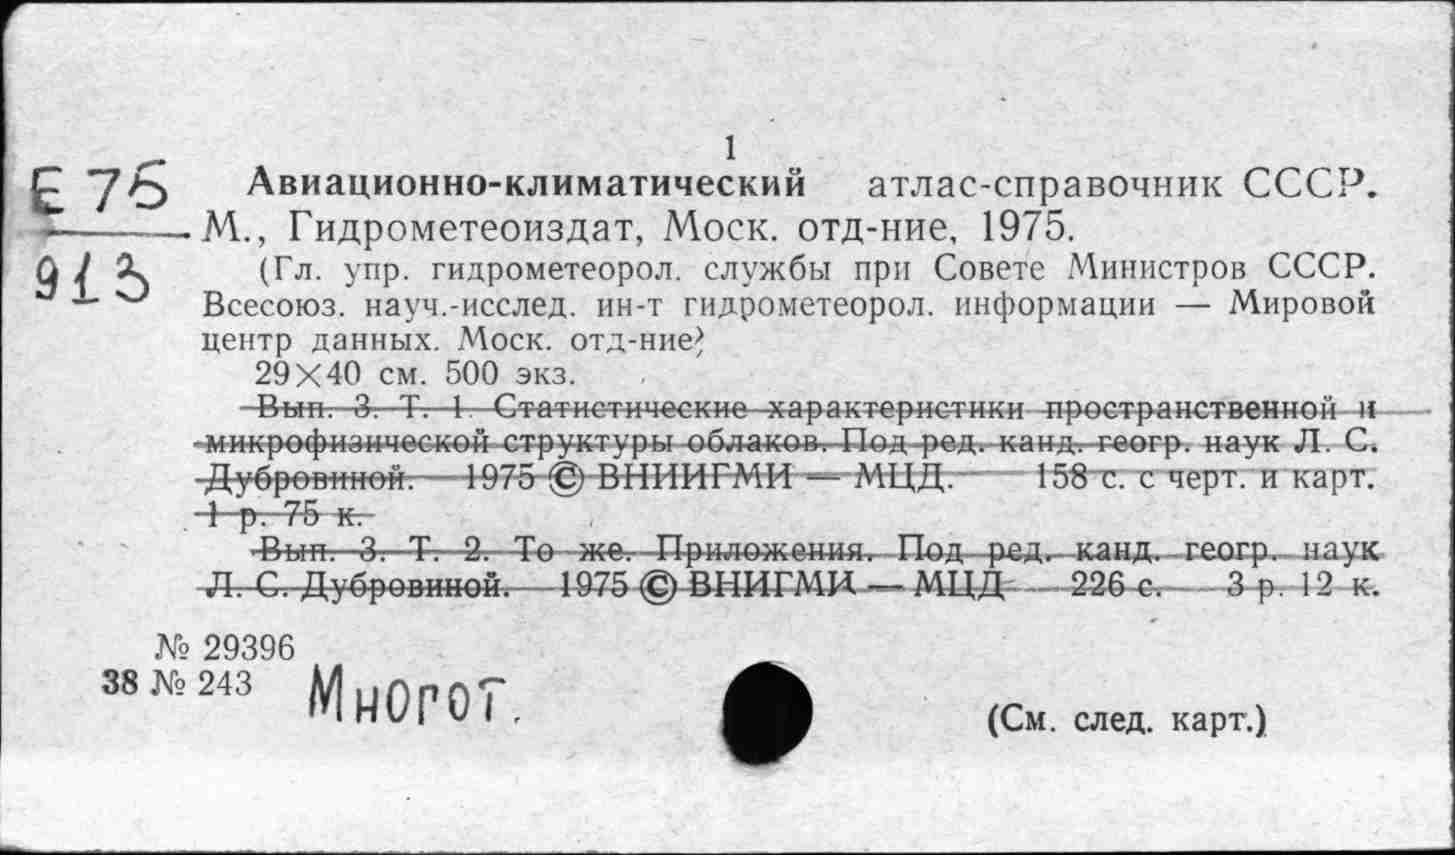 1
Е 75 Авиационно-климатический атлас-справочник СССР.
М., Гидрометеоиздат, Моск. отд-ние, 1975.
913 (Гл. упр. гидрометеорол. службы при Совете Министров СССР.
Всесоюз. науч.-исслед. ин-т гидрометеорол. информации — Мировой
центр данных. Моск. отд-ние)
29×40 см. 500 экз.
Вып. 3. Т. 1. Статистические характеристики пространственной и
микрофизической структуры облаков. Под ред. канд. геогр. наук Л. С.
Дубровиной. 1975 © ВНИИГМИ — МЦД. 158 с. с черт. и карт.
1 р. 75 к.
Вып. 3. Т. 2. То же. Приложения. Под ред. канд. геогр. наук
Л. С. Дубровиной. 1975 © ВНИГМИ — МЦД 226 с. 3 р. 12 к.
№ 29396
38 № 243 Многот.
(См. след. карт.)